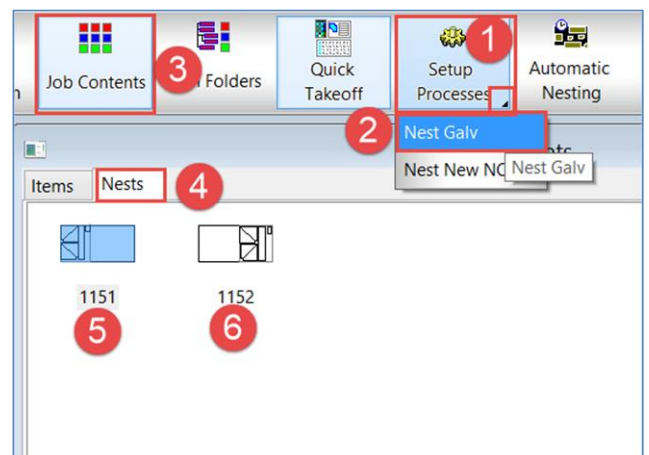 1
Job Contents
3
Folders
Quick
Takeoff
Setup
Processes
Automatic
Nesting
2
Nest Galv
Nest New NC
Nest Galv
Items
Nests
4
1151
1152
5
6